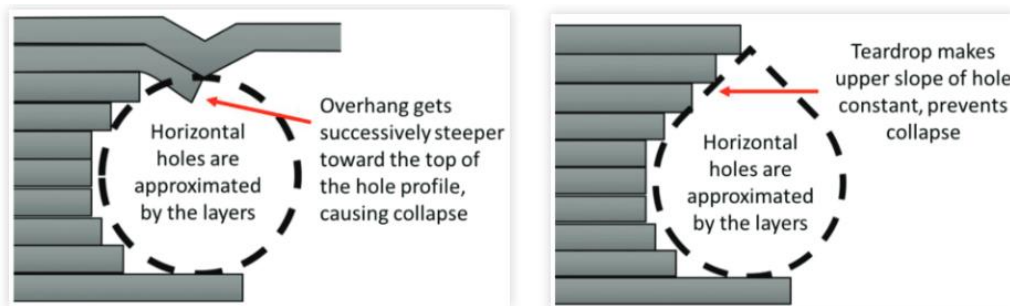 Horizontal
holes are
approximated
by the layers
Overhang gets
successively steeper
toward the top of
the hole profile,
causing collapse
Horizontal
holes are
approximated
by the layers
Teardrop makes
upper slope of hole
constant, prevents
collapse